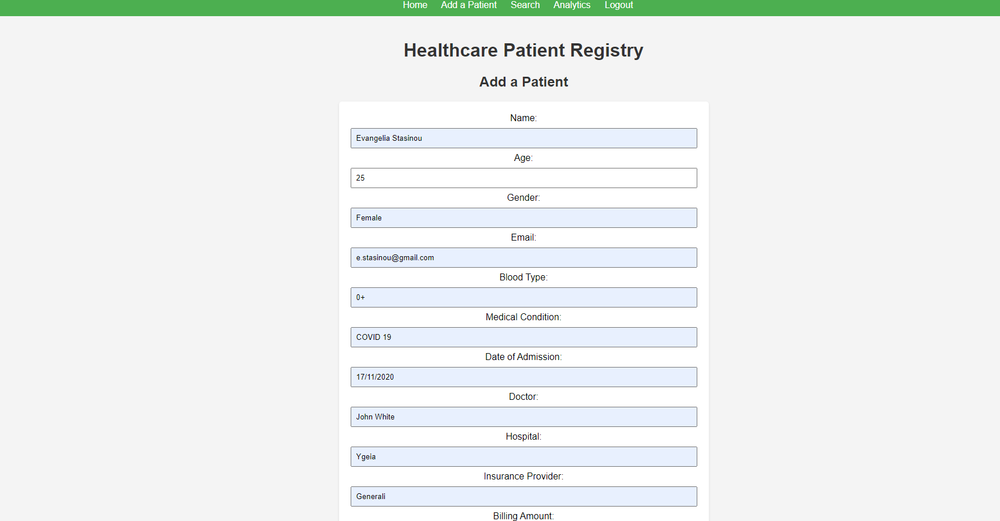 Home Add a Patient Search Analytics Logout
Healthcare Patient Registry
Add a Patient
Name:
Evangelia Stasinou
Age:
25
Gender:
Female
Email:
e.stasinou@gmail.com
Blood Type:
0+
Medical Condition:
COVID 19
Date of Admission:
17/11/2020
Doctor:
John White
Hospital:
Ygeia
Insurance Provider:
Generali
Billing Amount: